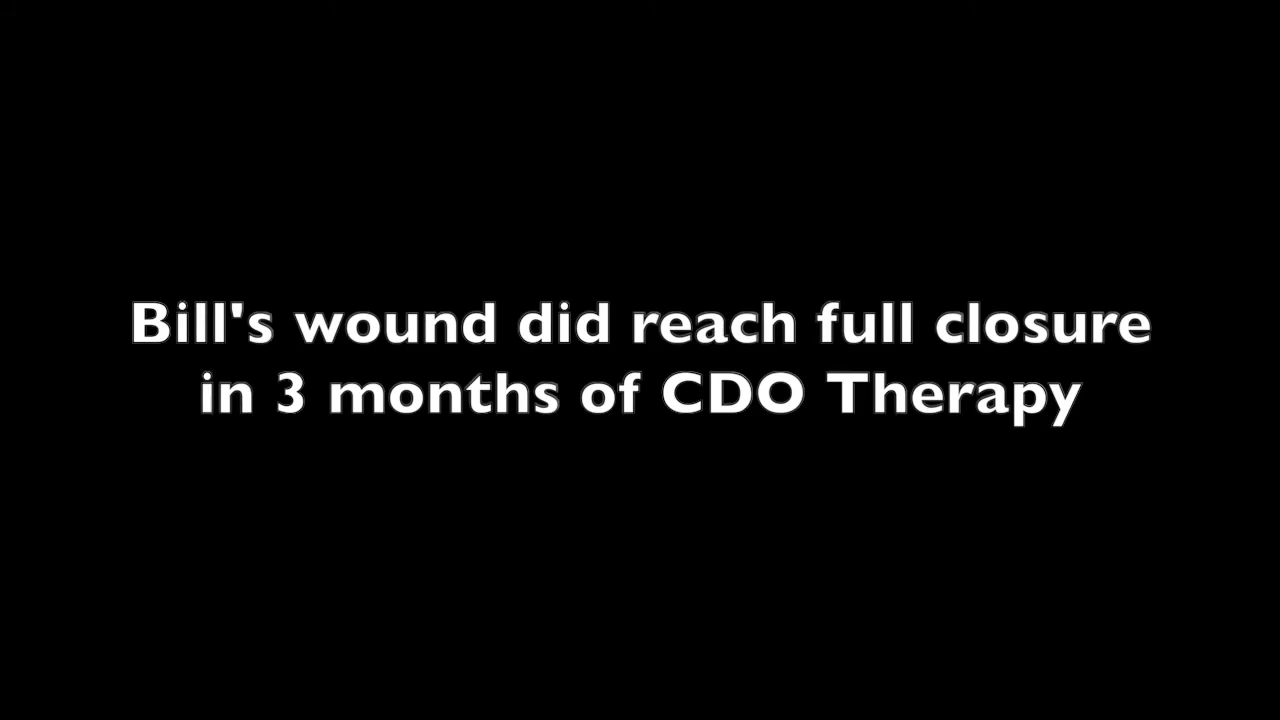 Bill's wound did reach full closure
in 3 months of CDO Therapy